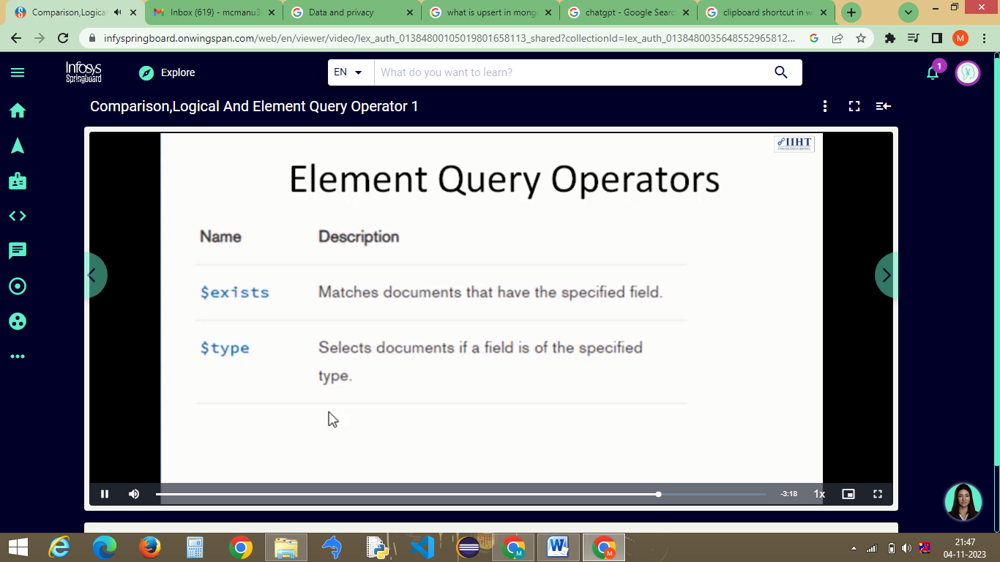 Comparison,Logical
Inbox (619) - mcmanu3
Data and privacy
what is upsert in mong
chatgpt - Google Searc
clipboard shortcut in w
infyspringboard.onwingspan.com/web/en/viewer/video/lex_auth_01384800105019801658113_shared?collectionId=lex_auth_0138480035648552965812...
M
Infosys
Springboard
Explore
EN
What do you want to learn?
1
Comparison,Logical And Element Query Operator 1
IIHT
Element Query Operators
Name Description
$exists Matches documents that have the specified field.
$type Selects documents if a field is of the specified
type.
-3:18
1x
21:47
04-11-2023